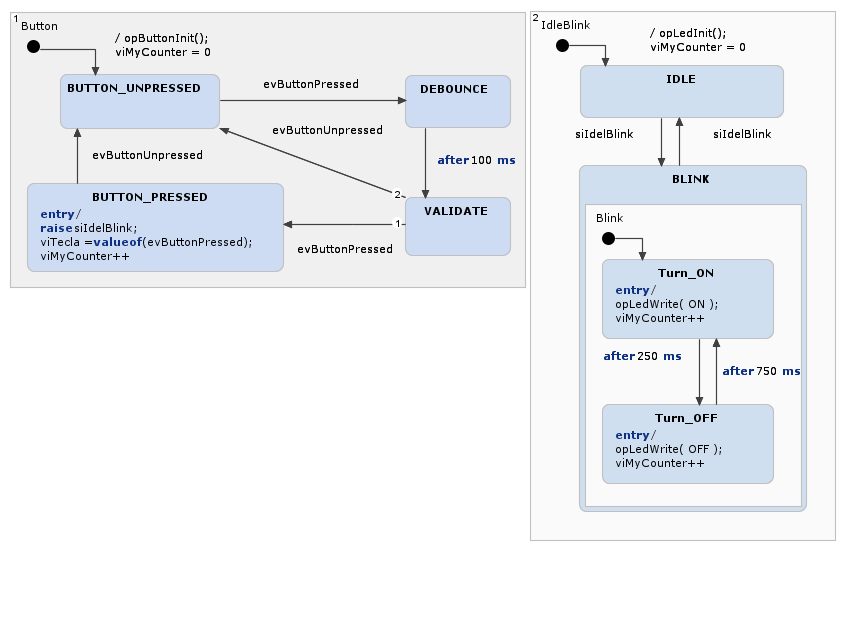 1
Button
/ opButtonInit();
viMyCounter = 0
BUTTON_UNPRESSED
evButtonPressed
DEBOUNCE
evButtonUnpressed
after 100 ms
evButtonUnpressed
BUTTON_PRESSED
entry /
raise siIdelBlink;
viTecla = valueof(evButtonPressed);
viMyCounter++
2
VALIDATE
1
evButtonPressed
2
IdleBlink
/ opLedInit();
viMyCounter = 0
IDLE
siIdelBlink
siIdelBlink
BLINK
Blink
Turn_ON
entry /
opLedWrite( ON );
viMyCounter++
after 250 ms
after 750 ms
Turn_OFF
entry /
opLedWrite( OFF );
viMyCounter++